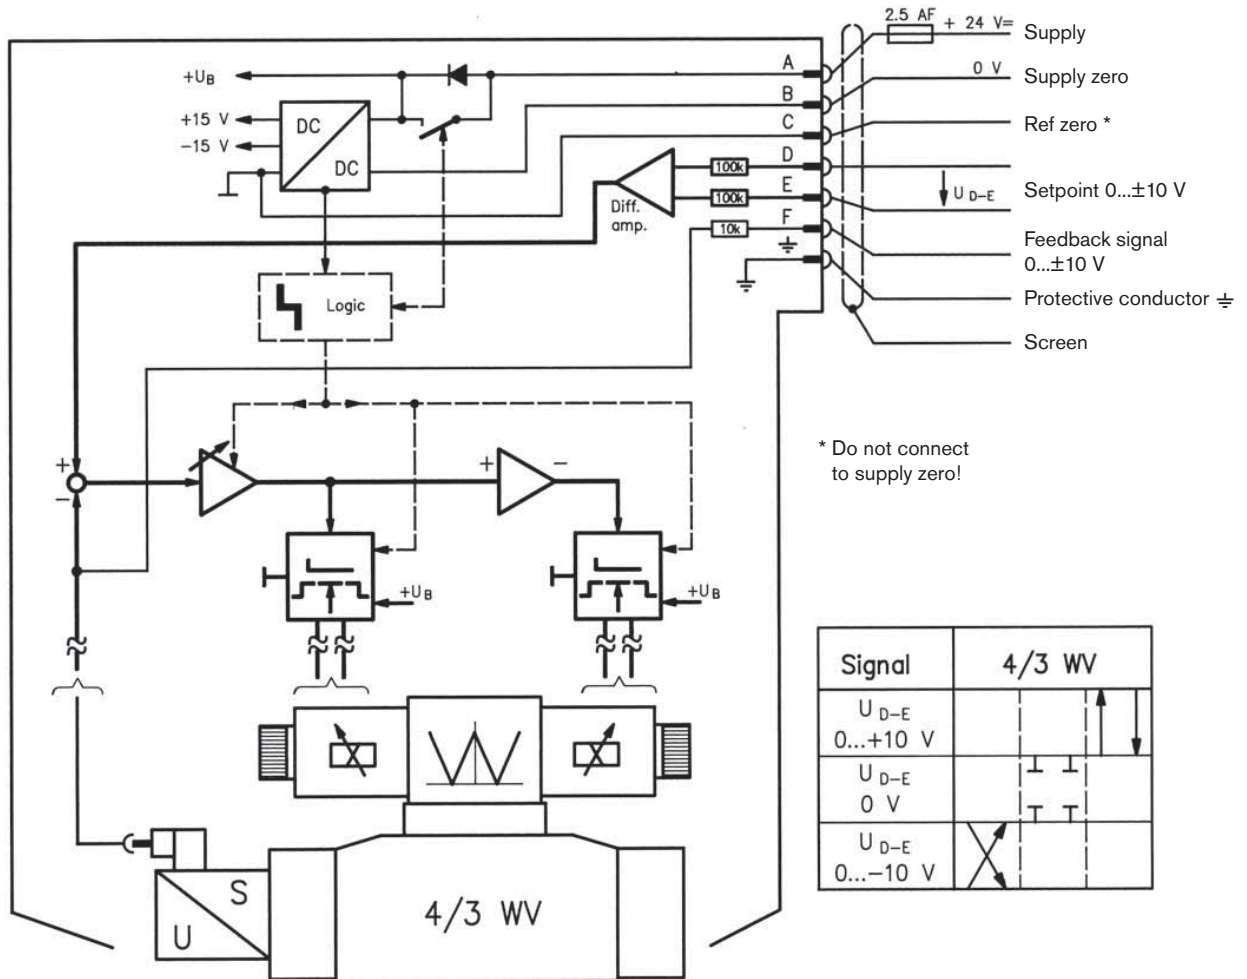 2.5 AF
+ 24 V=
Supply
0 V
Supply zero
Ref zero *
U D–E
Setpoint 0...±10 V
Feedback signal
0...±10 V
Protective conductor
Screen
A
B
C
D
E
F
+UB
+15 V
–15 V
DC
DC
100k
100k
10k
Diff.
amp.
Logic
+
–
+
–
+UB
+UB
* Do not connect
to supply zero!
S
U
4/3 WV
Signal
4/3 WV
U D–E
0...+10 V
U D–E
0 V
U D–E
0...–10 V